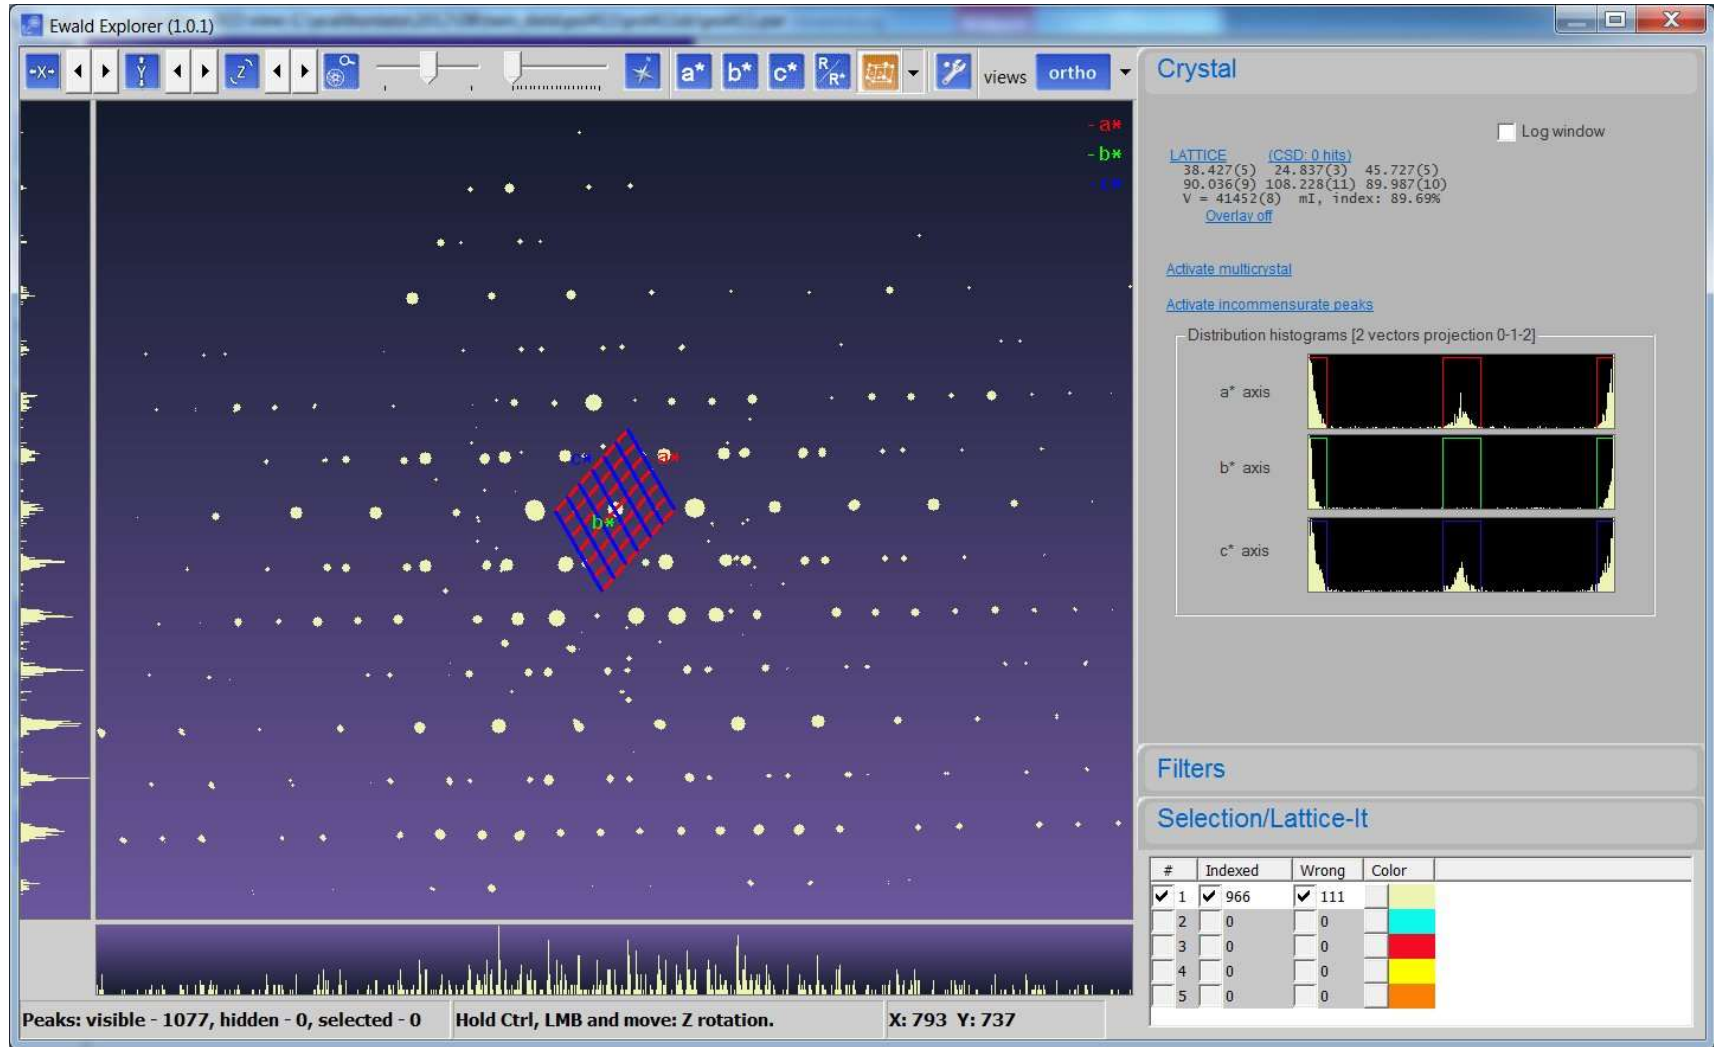 Ewald Explorer (1.0.1)
X Y Z a* b* c* R/R* views ortho
Crystal
-a*
-b*
Log window
LATTICE (CSD: 0 hits)
38.427(5) 24.837(3) 45.727(5)
90.036(9) 108.228(11) 89.987(10)
V = 41452(8) mI, index: 89.69%
Overlay off
Activate multicrystal
Activate incommensurate peaks
Distribution histograms [2 vectors projection 0-1-2]
a* axis
b* axis
c* axis
c* a*
b*
Filters
Selection/Lattice-It
# Indexed Wrong Color
1 966 111
2 0 0
3 0 0
4 0 0
5 0 0
Peaks: visible - 1077, hidden - 0, selected - 0 Hold Ctrl, LMB and move: Z rotation. X: 793 Y: 737